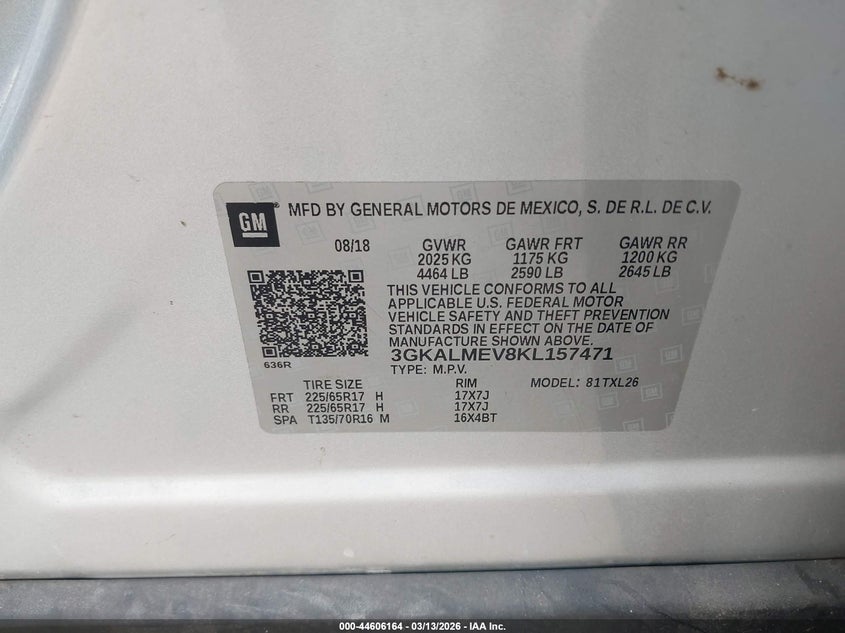 GM ® MFD BY GENERAL MOTORS DE MEXICO, S. DE R.L. DE C.V.
08/18 GVWR GAWR FRT GAWR RR
2025 KG 1175 KG 1200 KG
4464 LB 2590 LB 2645 LB
THIS VEHICLE CONFORMS TO ALL
APPLICABLE U.S. FEDERAL MOTOR
VEHICLE SAFETY AND THEFT PREVENTION
STANDARDS IN EFFECT ON THE DATE OF
MANUFACTURE SHOWN ABOVE.
636R
3GKALMEV8KL157471
TYPE: M.P.V.
TIRE SIZE RIM MODEL: 81TXL26
FRT 225/65R17 H 17X7J
RR 225/65R17 H 17X7J
SPA T135/70R16 M 16X4BT
000-44606164 | 03/13/2026 - IAA Inc.